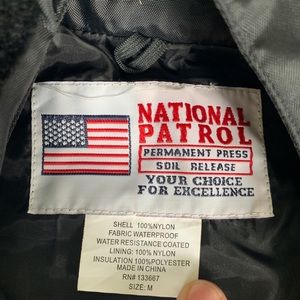 NATIONAL
PATROL
PERMANENT PRESS
SOIL RELEASE
YOUR CHOICE
FOR EXCELLENCE
SHELL 100%NYLON
FABRIC WATERPROOF
WATER RESISTANCE COATED
LINING: 100% NYLON
INSULATION 100%POLYESTER
MADE IN CHINA
RN# 133667
SIZE: M